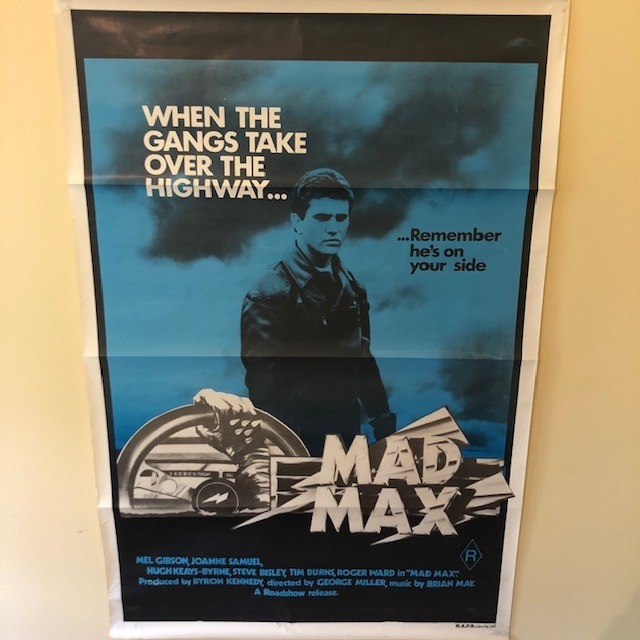 WHEN THE
GANGS TAKE
OVER THE
HIGHWAY...
...Remember
he's on
your side
MAD
MAX
R
MEL GIBSON, JOANNE SAMUEL,
HUGH KEAYS-BYRNE, STEVE BISLEY, TIM BURNS, ROGER WARD in "MAD MAX".
Produced by BYRON KENNEDY, directed by GEORGE MILLER, music by BRIAN MAY.
A Roadshow release.